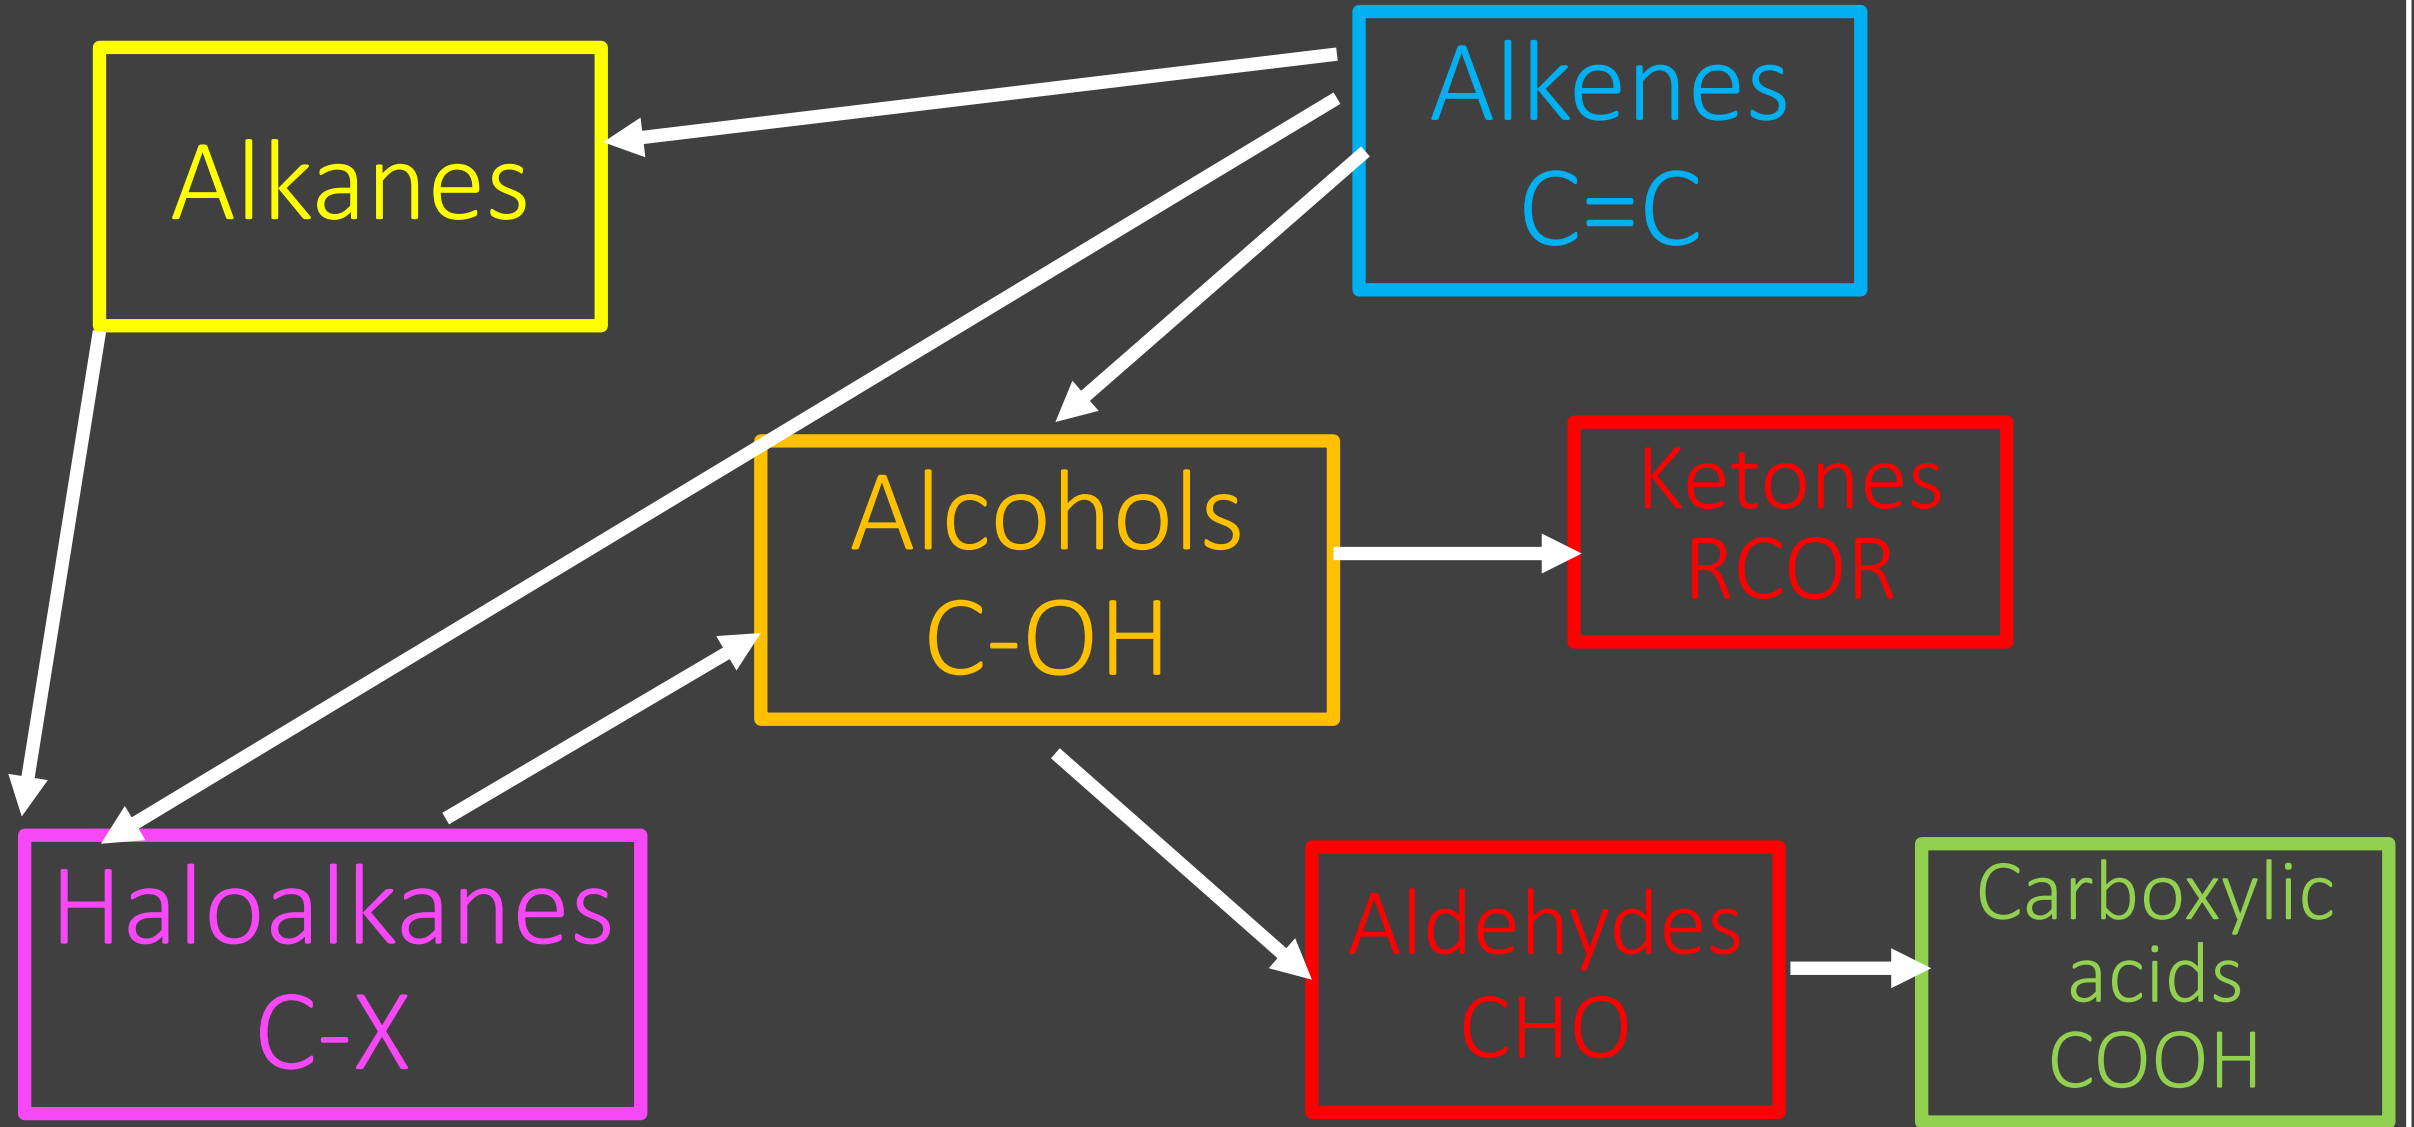 Alkanes
Alkenes
C=C
Alcohols
C-OH
Ketones
RCOR
Haloalkanes
C-X
Aldehydes
CHO
Carboxylic
acids
COOH